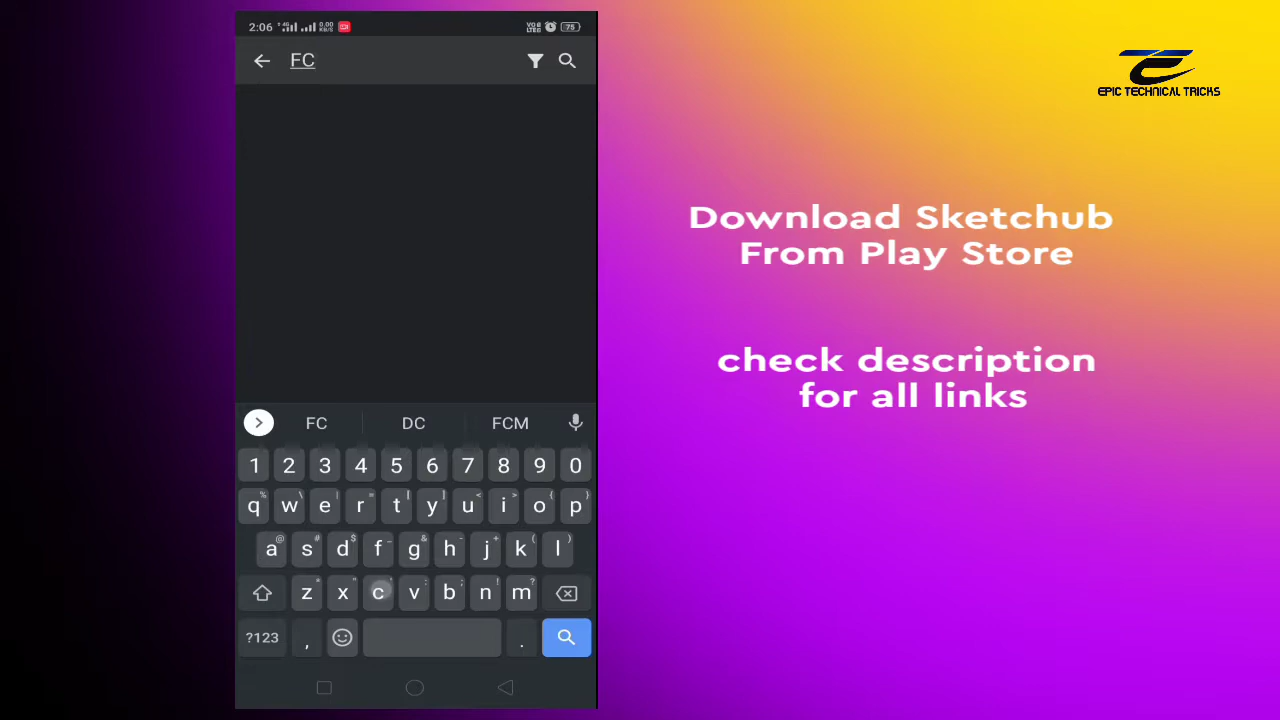 2:06
75
FC
EPIC TECHNICAL TRICKS
Download Sketchub
From Play Store
check description
for all links
FC DC FCM
1 2 3 4 5 6 7 8 9 0
q w e r t y u i o p
a s d f g h j k l
z x c v b n m
?123 , .